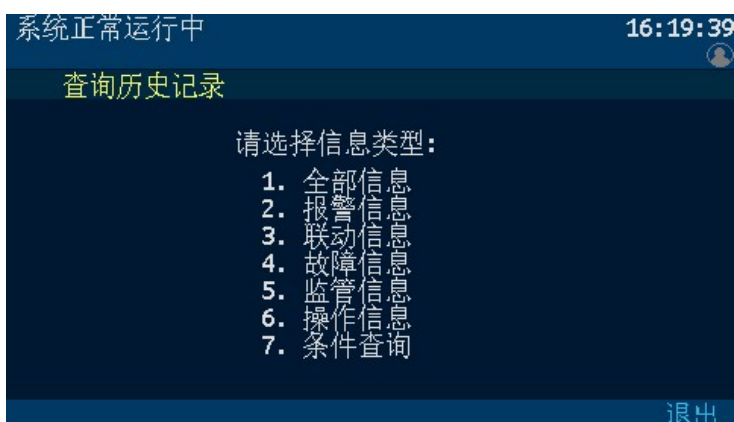 系统正常运行中 16:19:39
查询历史记录
请选择信息类型:
1. 全部信息
2. 报警信息
3. 联动信息
4. 故障信息
5. 监管信息
6. 操作信息
7. 条件查询
退出